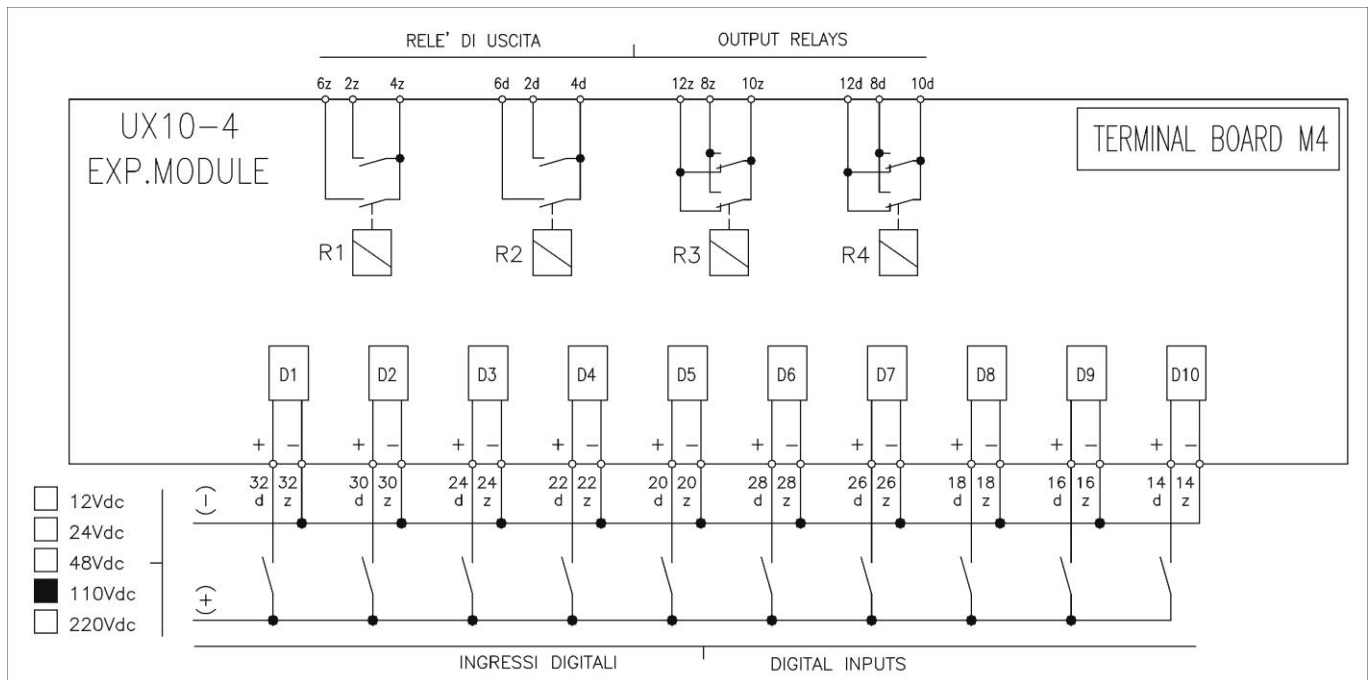 RELE' DI USCITA OUTPUT RELAYS
6z 2z 4z 6d 2d 4d 12z 8z 10z 12d 8d 10d
UX10-4
EXP.MODULE
TERMINAL BOARD M4
R1 R2 R3 R4
D1 D2 D3 D4 D5 D6 D7 D8 D9 D10
+ − + − + − + − + − + − + − + − + − + −
32 32 30 30 24 24 22 22 20 20 28 28 26 26 18 18 16 16 14 14
d z d z d z d z d z d z d z d z d z d z
(−)
12Vdc
24Vdc
48Vdc
110Vdc
220Vdc
(+)
INGRESSI DIGITALI DIGITAL INPUTS